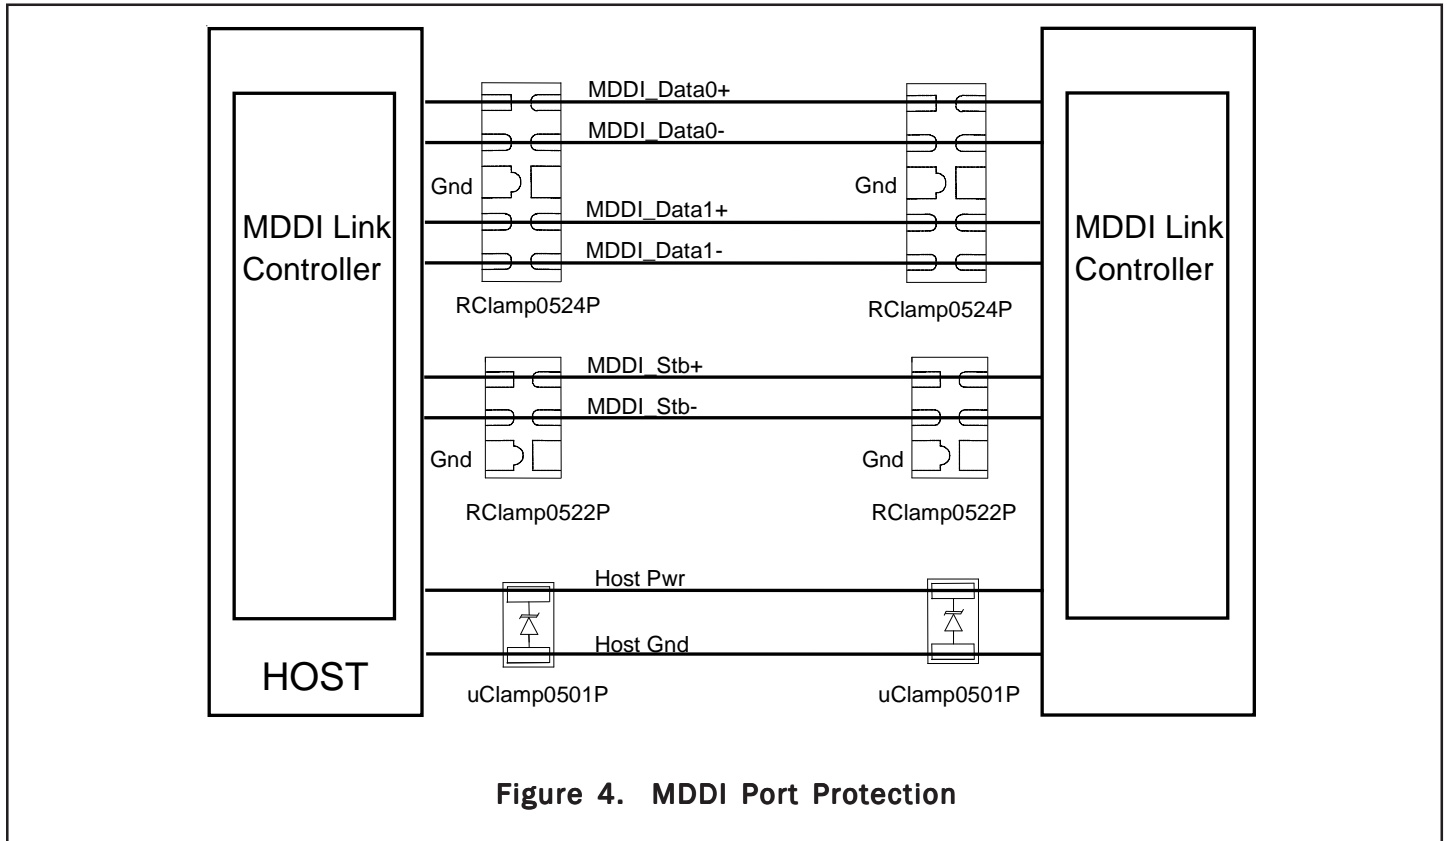 MDDI_Data0+
MDDI_Data0-
Gnd
Gnd
MDDI_Data1+
MDDI Link
Controller
MDDI Link
Controller
MDDI_Data1-
RClamp0524P
RClamp0524P
MDDI_Stb+
MDDI_Stb-
Gnd
Gnd
RClamp0522P
RClamp0522P
Host Pwr
Host Gnd
HOST
uClamp0501P
uClamp0501P
Figure 4. MDDI Port Protection